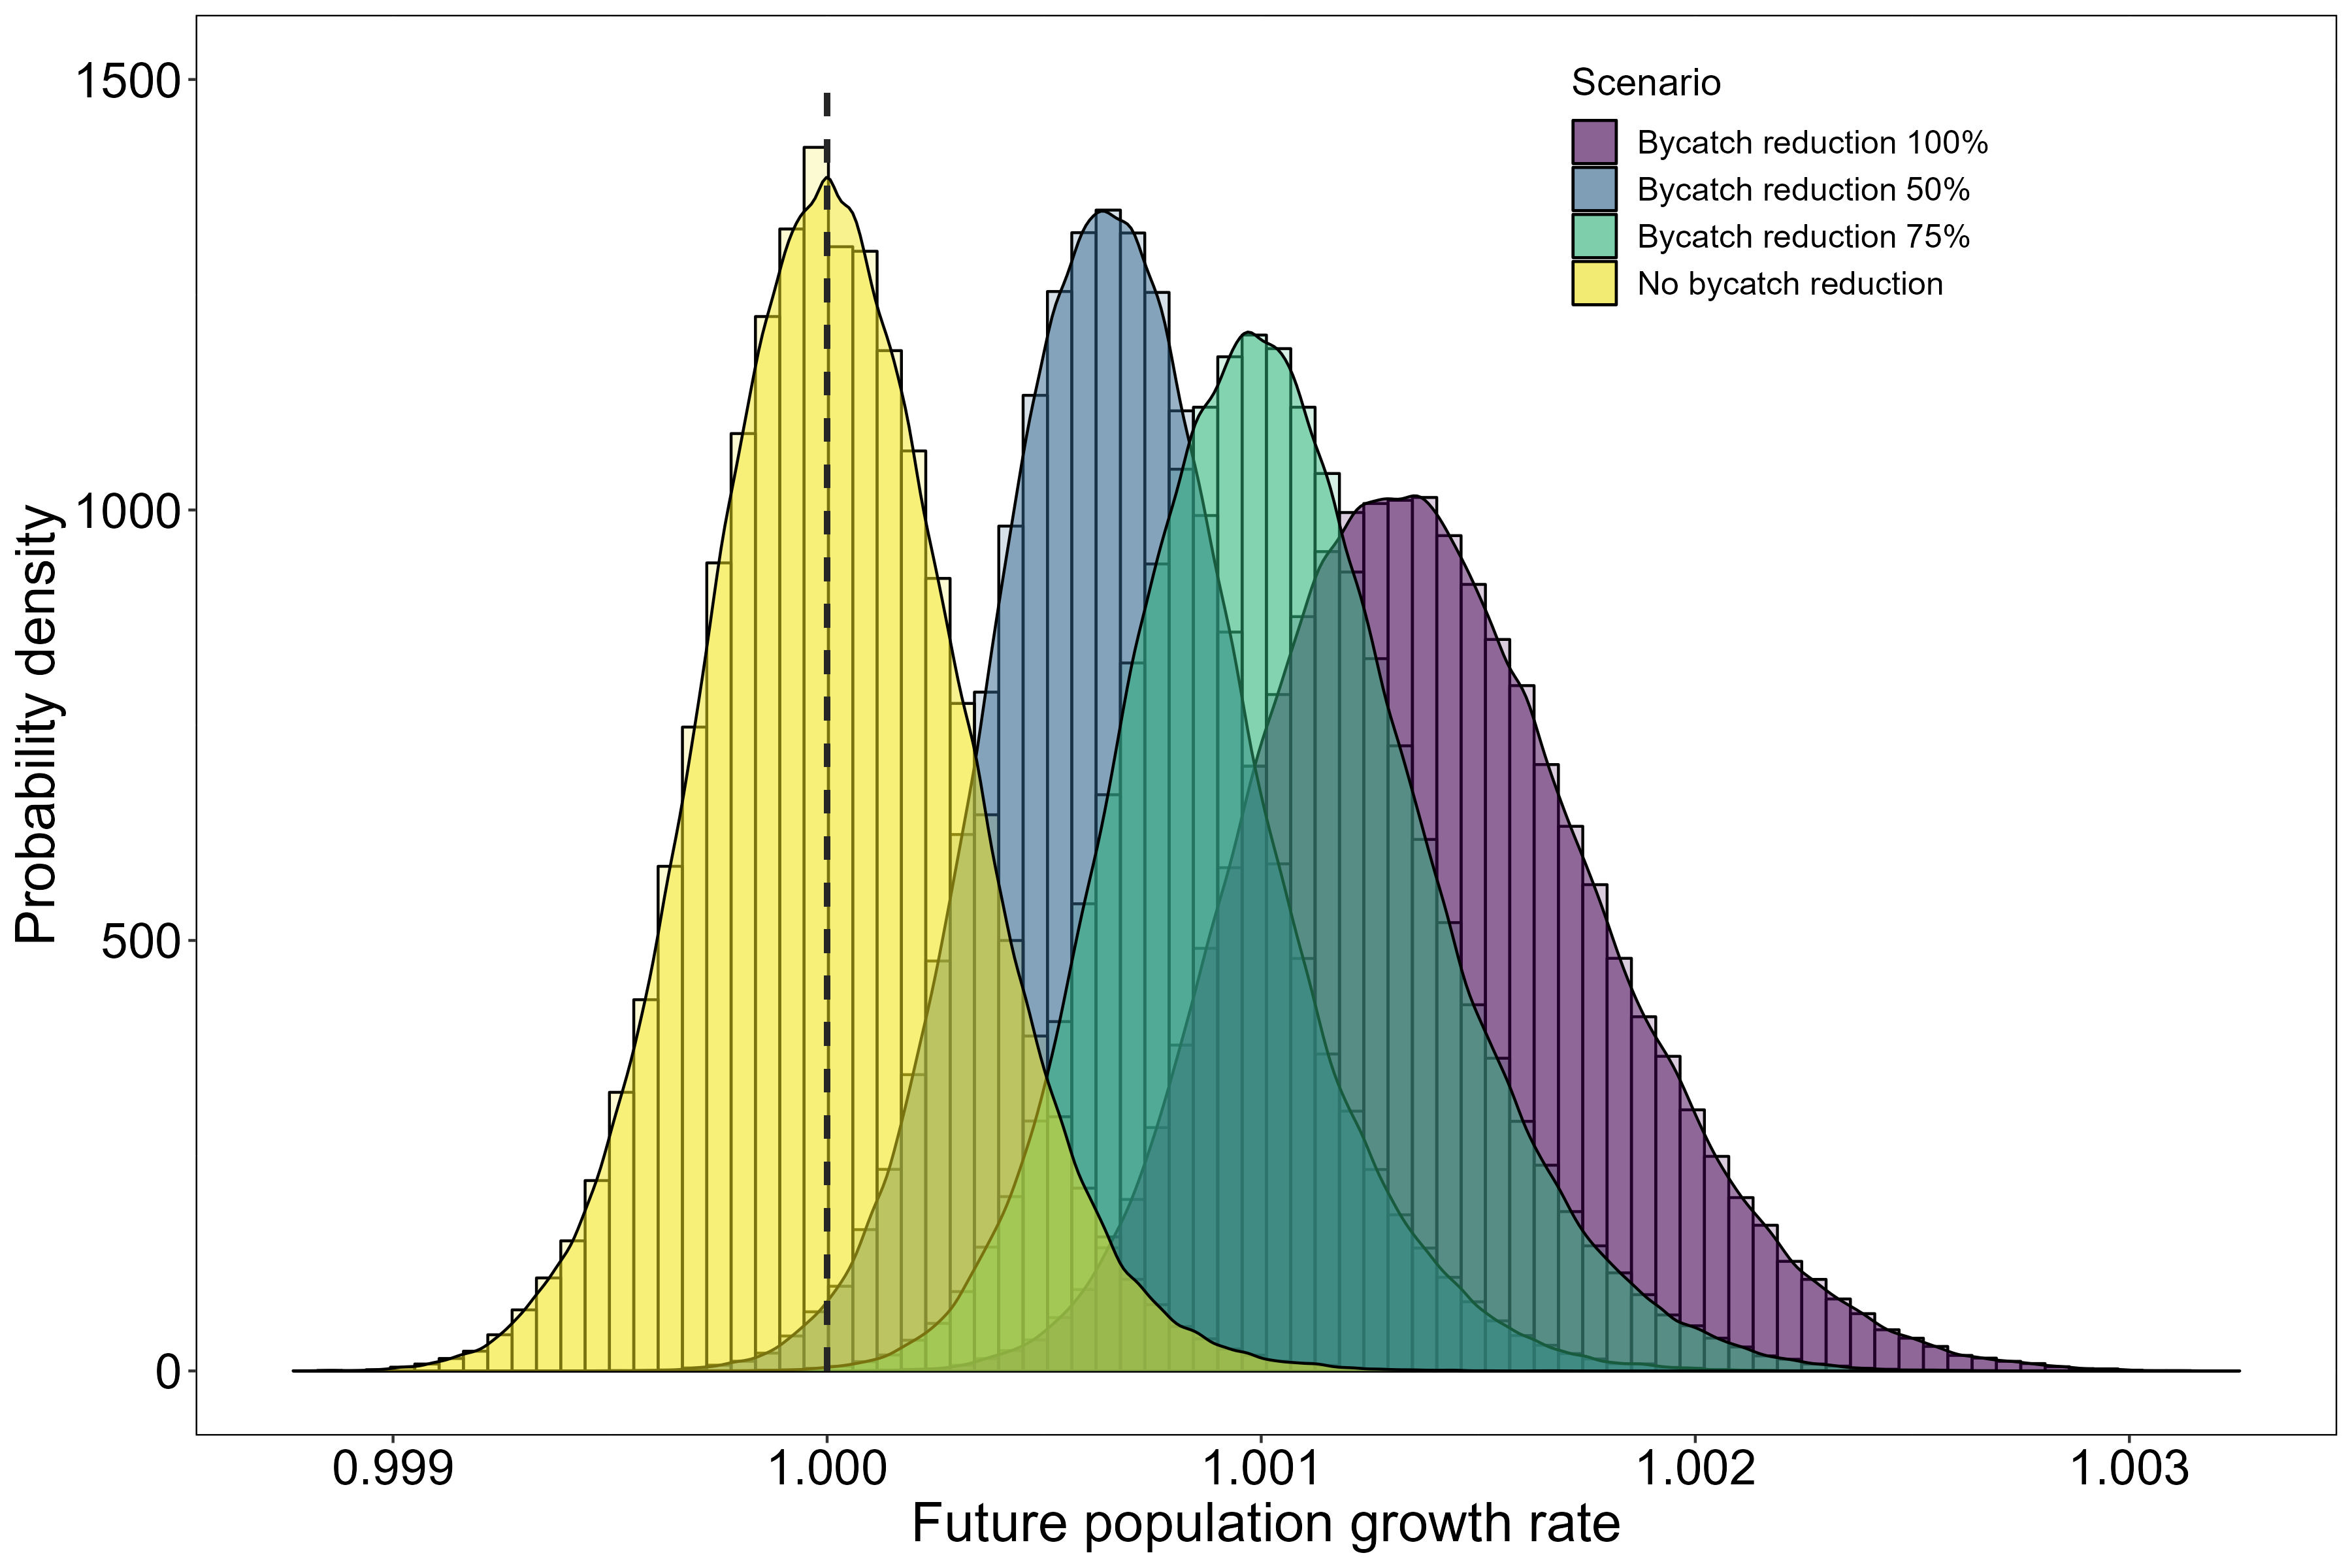 Scenario
Bycatch reduction 100%
Bycatch reduction 50%
Bycatch reduction 75%
No bycatch reduction
Probability density
1500
1000
500
0
0.999
1.000
1.001
1.002
1.003
Future population growth rate